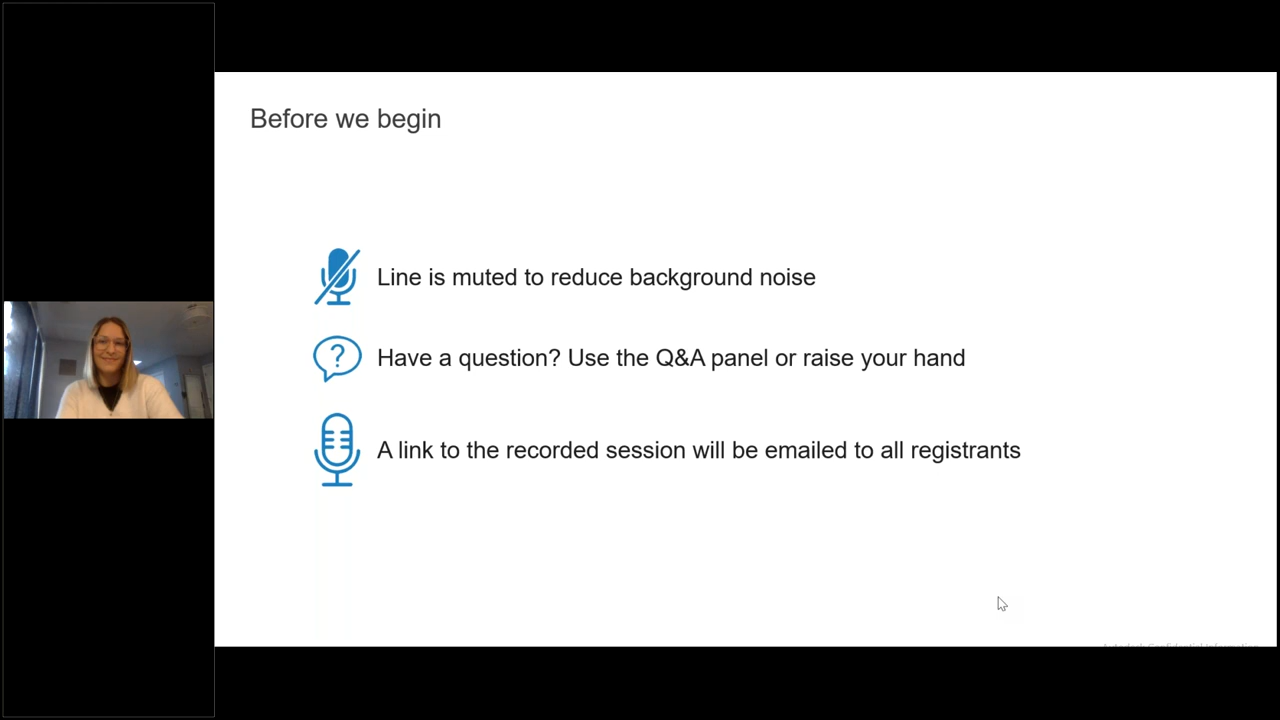 Before we begin
Line is muted to reduce background noise
?
Have a question? Use the Q&A panel or raise your hand
A link to the recorded session will be emailed to all registrants